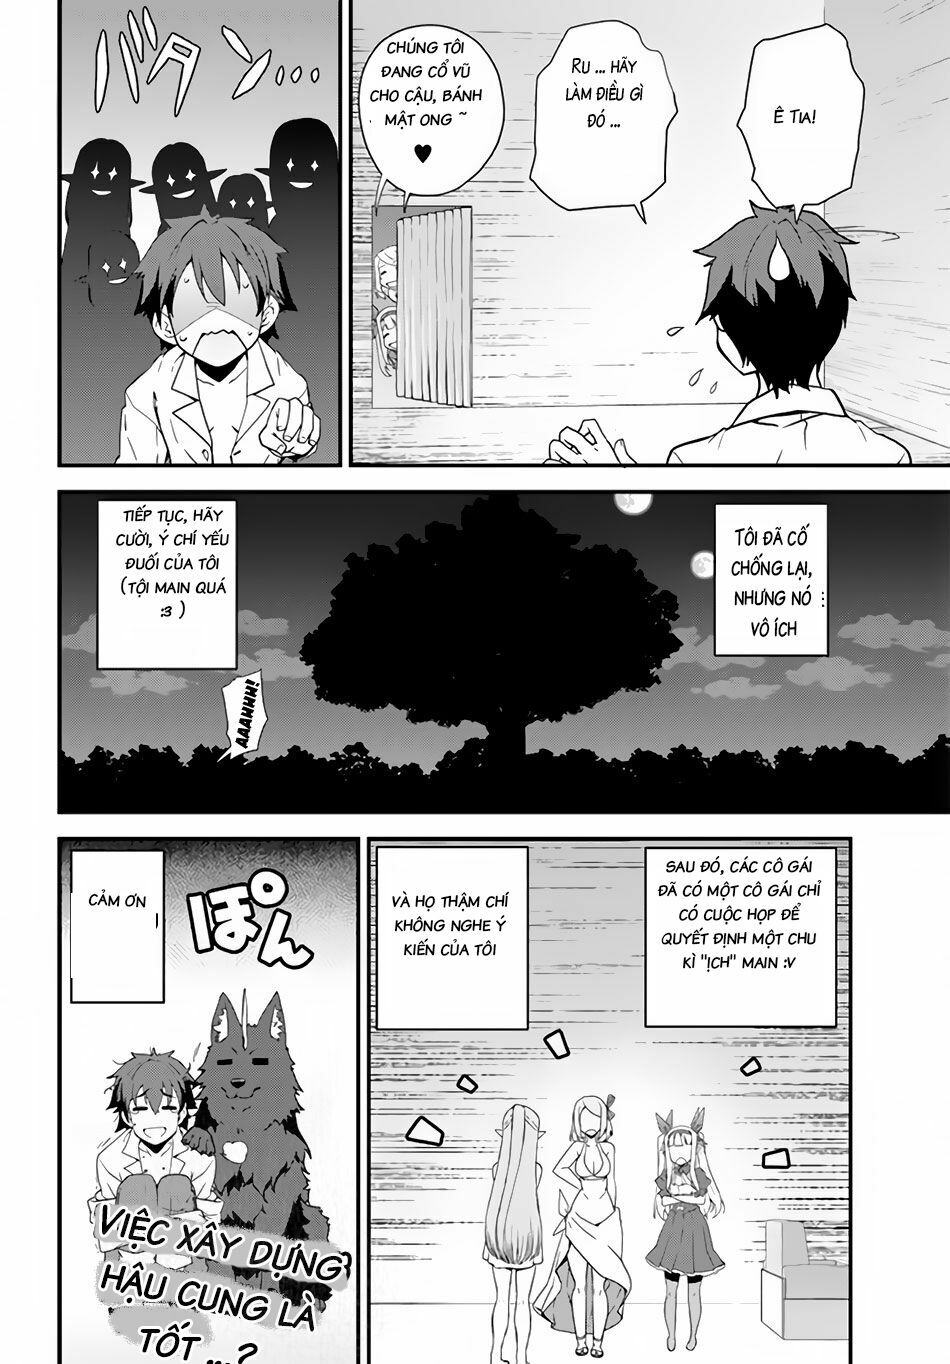 Ê TIA!
RU ... HÃY
LÀM ĐIỀU GÌ
ĐÓ ...
CHÚNG TÔI
ĐANG CỔ VŨ
CHO CẬU, BÁNH
MẬT ONG ~
♥
バタン...
TÔI ĐÃ CỐ
CHỐNG LẠI,
NHƯNG NÓ
VÔ ÍCH
...
TIẾP TỤC, HÃY
CƯỜI, Ý CHÍ YẾU
ĐUỐI CỦA TÔI
(TỘI MAIN QUÁ
:3 )
AAAHHH!
SAU ĐÓ, CÁC CÔ GÁI
ĐÃ CÓ MỘT CÔ GÁI CHỈ
CÓ CUỘC HỌP ĐỂ
QUYẾT ĐỊNH MỘT CHU
KÌ "ỊCH" MAIN :V
VÀ HỌ THẬM CHÍ
KHÔNG NGHE Ý
KIẾN CỦA TÔI
CẢM ƠN
ぽん
VIỆC XÂY DỰNG
HẬU CUNG LÀ
TỐT ...?